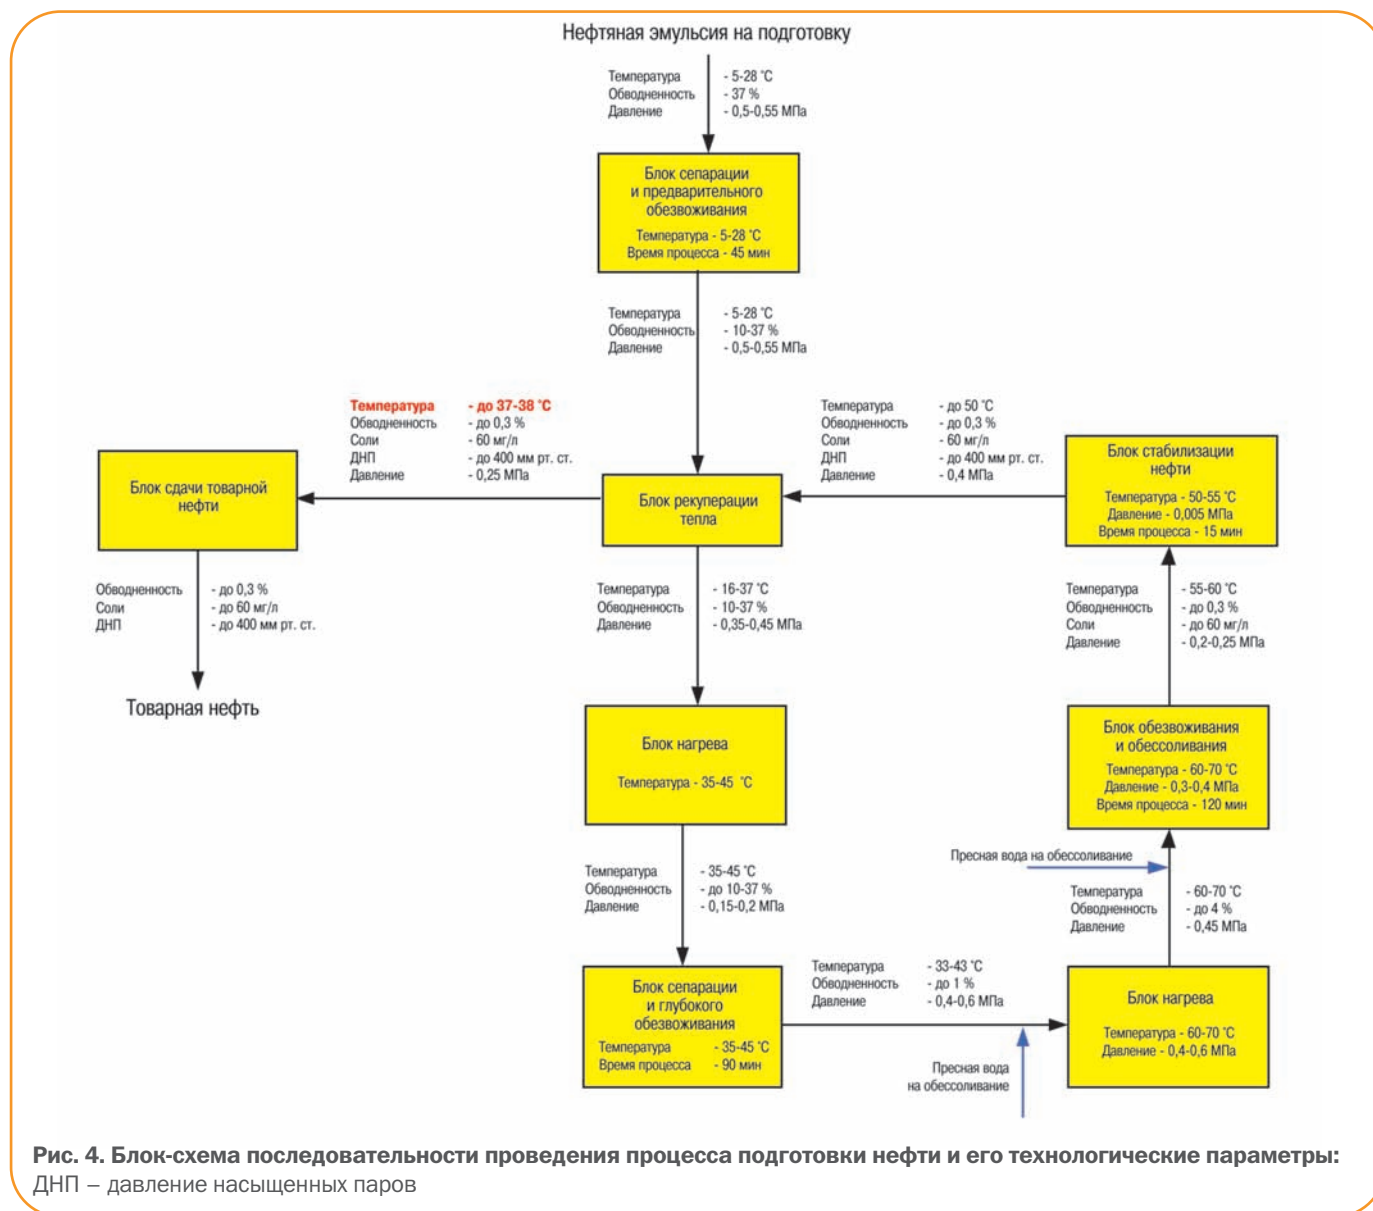 Нефтяная эмульсия на подготовку
Температура - 5-28 °С
Обводненность - 37 %
Давление - 0,5-0,55 МПа
Блок сепарации
и предварительного
обезвоживания
Температура - 5-28 °С
Время процесса - 45 мин
Температура - 5-28 °С
Обводненность - 10-37 %
Давление - 0,5-0,55 МПа
Температура - до 37-38 °С
Обводненность - до 0,3 %
Соли - 60 мг/л
ДНП - до 400 мм рт. ст.
Давление - 0,25 МПа
Температура - до 50 °С
Обводненность - до 0,3 %
Соли - 60 мг/л
ДНП - до 400 мм рт. ст.
Давление - 0,4 МПа
Блок сдачи товарной
нефти
Блок рекуперации
тепла
Блок стабилизации
нефти
Температура - 50-55 °С
Давление - 0,005 МПа
Время процесса - 15 мин
Обводненность - до 0,3 %
Соли - до 60 мг/л
ДНП - до 400 мм рт. ст.
Температура - 16-37 °С
Обводненность - 10-37 %
Давление - 0,35-0,45 МПа
Температура - 55-60 °С
Обводненность - до 0,3 %
Соли - до 60 мг/л
Давление - 0,2-0,25 МПа
Товарная нефть
Блок нагрева
Температура - 35-45 °С
Блок обезвоживания
и обессоливания
Температура - 60-70 °С
Давление - 0,3-0,4 МПа
Время процесса - 120 мин
Температура - 35-45 °С
Обводненность - до 10-37 %
Давление - 0,15-0,2 МПа
Пресная вода на обессоливание
Температура - 60-70 °С
Обводненность - до 4 %
Давление - 0,45 МПа
Блок сепарации
и глубокого
обезвоживания
Температура - 35-45 °С
Время процесса - 90 мин
Температура - 33-43 °С
Обводненность - до 1 %
Давление - 0,4-0,6 МПа
Блок нагрева
Температура - 60-70 °С
Давление - 0,4-0,6 МПа
Пресная вода
на обессоливание
Рис. 4. Блок-схема последовательности проведения процесса подготовки нефти и его технологические параметры:
ДНП – давление насыщенных паров